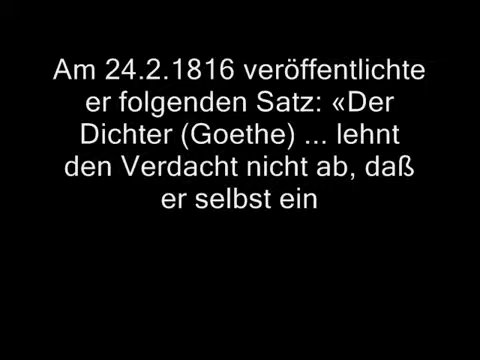 Am 24.2.1816 veröffentlichte
er folgenden Satz: «Der
Dichter (Goethe) ... lehnt
den Verdacht nicht ab, daß
er selbst ein